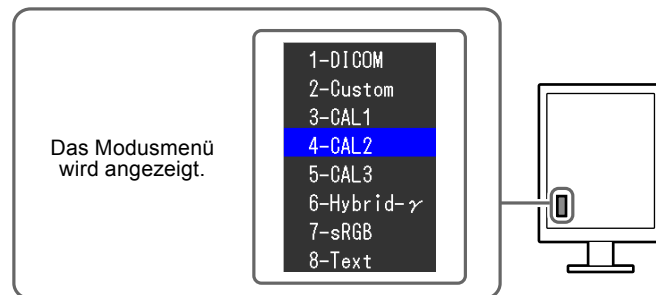 Das Modusmenü
wird angezeigt.
1-DICOM
2-Custom
3-CAL1
4-CAL2
5-CAL3
6-Hybrid-γ
7-sRGB
8-Text